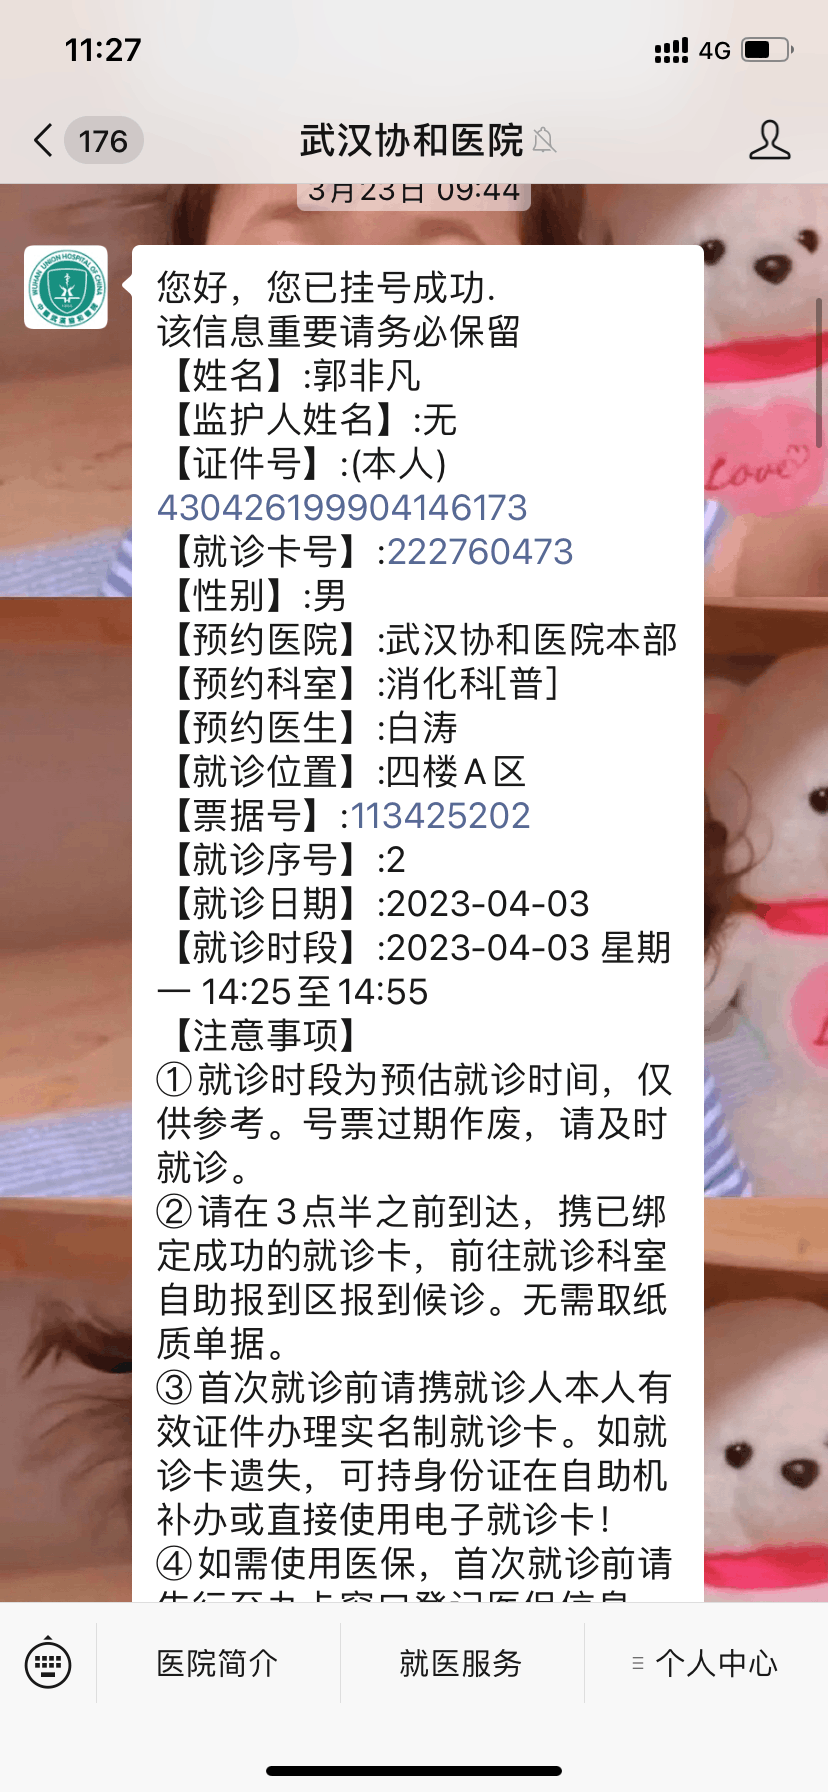 11:27
4G
176
武汉协和医院
3月23日 09:44
您好，您已挂号成功.
该信息重要请务必保留
【姓名】:郭非凡
【监护人姓名】:无
【证件号】:(本人)
430426199904146173
【就诊卡号】:222760473
【性别】:男
【预约医院】:武汉协和医院本部
【预约科室】:消化科[普]
【预约医生】:白涛
【就诊位置】:四楼A区
【票据号】:113425202
【就诊序号】:2
【就诊日期】:2023-04-03
【就诊时段】:2023-04-03 星期
一 14:25至14:55
【注意事项】
①就诊时段为预估就诊时间，仅
供参考。号票过期作废，请及时
就诊。
②请在3点半之前到达，携已绑
定成功的就诊卡，前往就诊科室
自助报到区报到候诊。无需取纸
质单据。
③首次就诊前请携就诊人本人有
效证件办理实名制就诊卡。如就
诊卡遗失，可持身份证在自助机
补办或直接使用电子就诊卡！
④如需使用医保，首次就诊前请
先行至办卡窗口登记医保信息
Love
医院简介
就医服务
个人中心